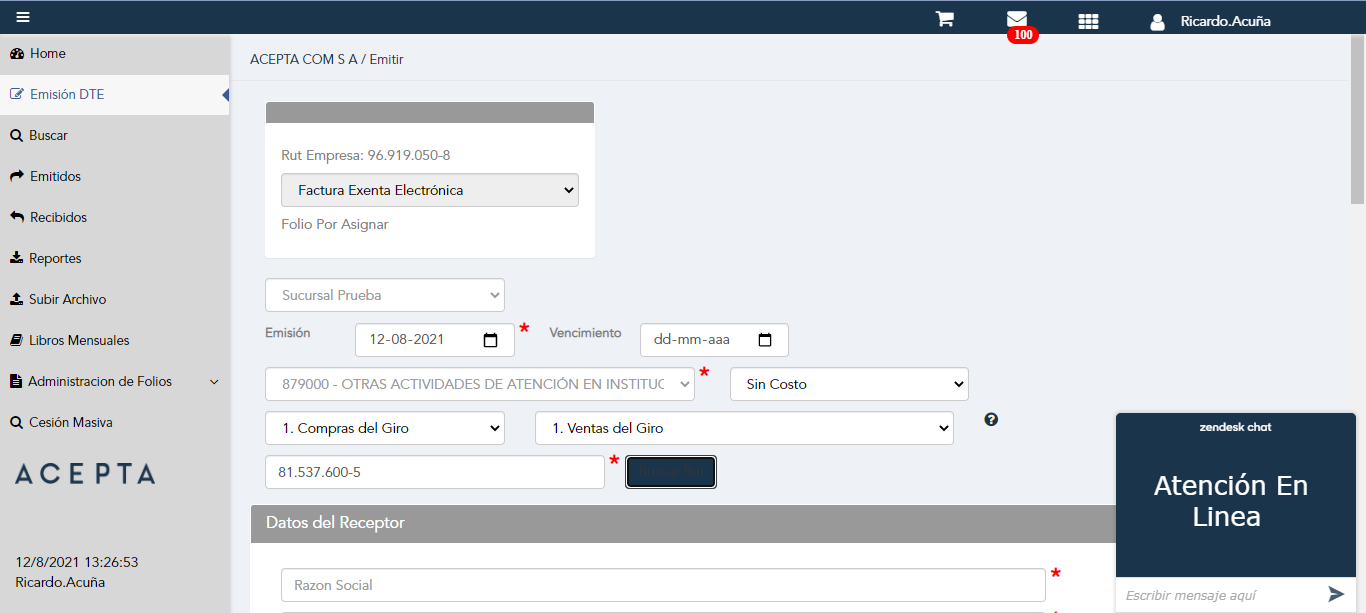 Ricardo.Acuña
100
Home
Emisión DTE
Buscar
Emitidos
Recibidos
Reportes
Subir Archivo
Libros Mensuales
Administracion de Folios
Cesión Masiva
ACEPTA
12/8/2021 13:26:53
Ricardo.Acuña
ACEPTA COM S A / Emitir
Rut Empresa: 96.919.050-8
Factura Exenta Electrónica
Folio Por Asignar
Sucursal Prueba
Emisión 12-08-2021 * Vencimiento dd-mm-aaa
879000 - OTRAS ACTIVIDADES DE ATENCIÓN EN INSTITUC * Sin Costo
1. Compras del Giro 1. Ventas del Giro
81.537.600-5 *
Datos del Receptor
Razon Social *
zendesk chat
Atención En
Linea
Escribir mensaje aquí